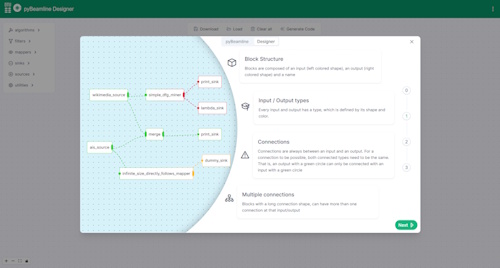 pyBeamline Designer
Download
Load
Clear all
Generate Code
algorithms
filters
mappers
sinks
sources
utilities
pyBeamline
Designer
Block Structure
Blocks are composed of an input (left colored shape), an output (right
colored shape) and a name
Input / Output types
Every input and output has a type, which is defined by its shape and
color.
Connections
Connections are always between an input and an output. For a
connection to be possible, both connected types need to be the same.
That is, an output with a green circle can only be connected with an
input with a green circle
Multiple connections
Blocks with a long connection shape, can have more than one
connection at that input/output
wikimedia_source
simple_dfg_miner
print_sink
lambda_sink
merge
print_sink
xes_source
dummy_sink
infinite_size_directly_follows_mapper
0
1
2
3
Next